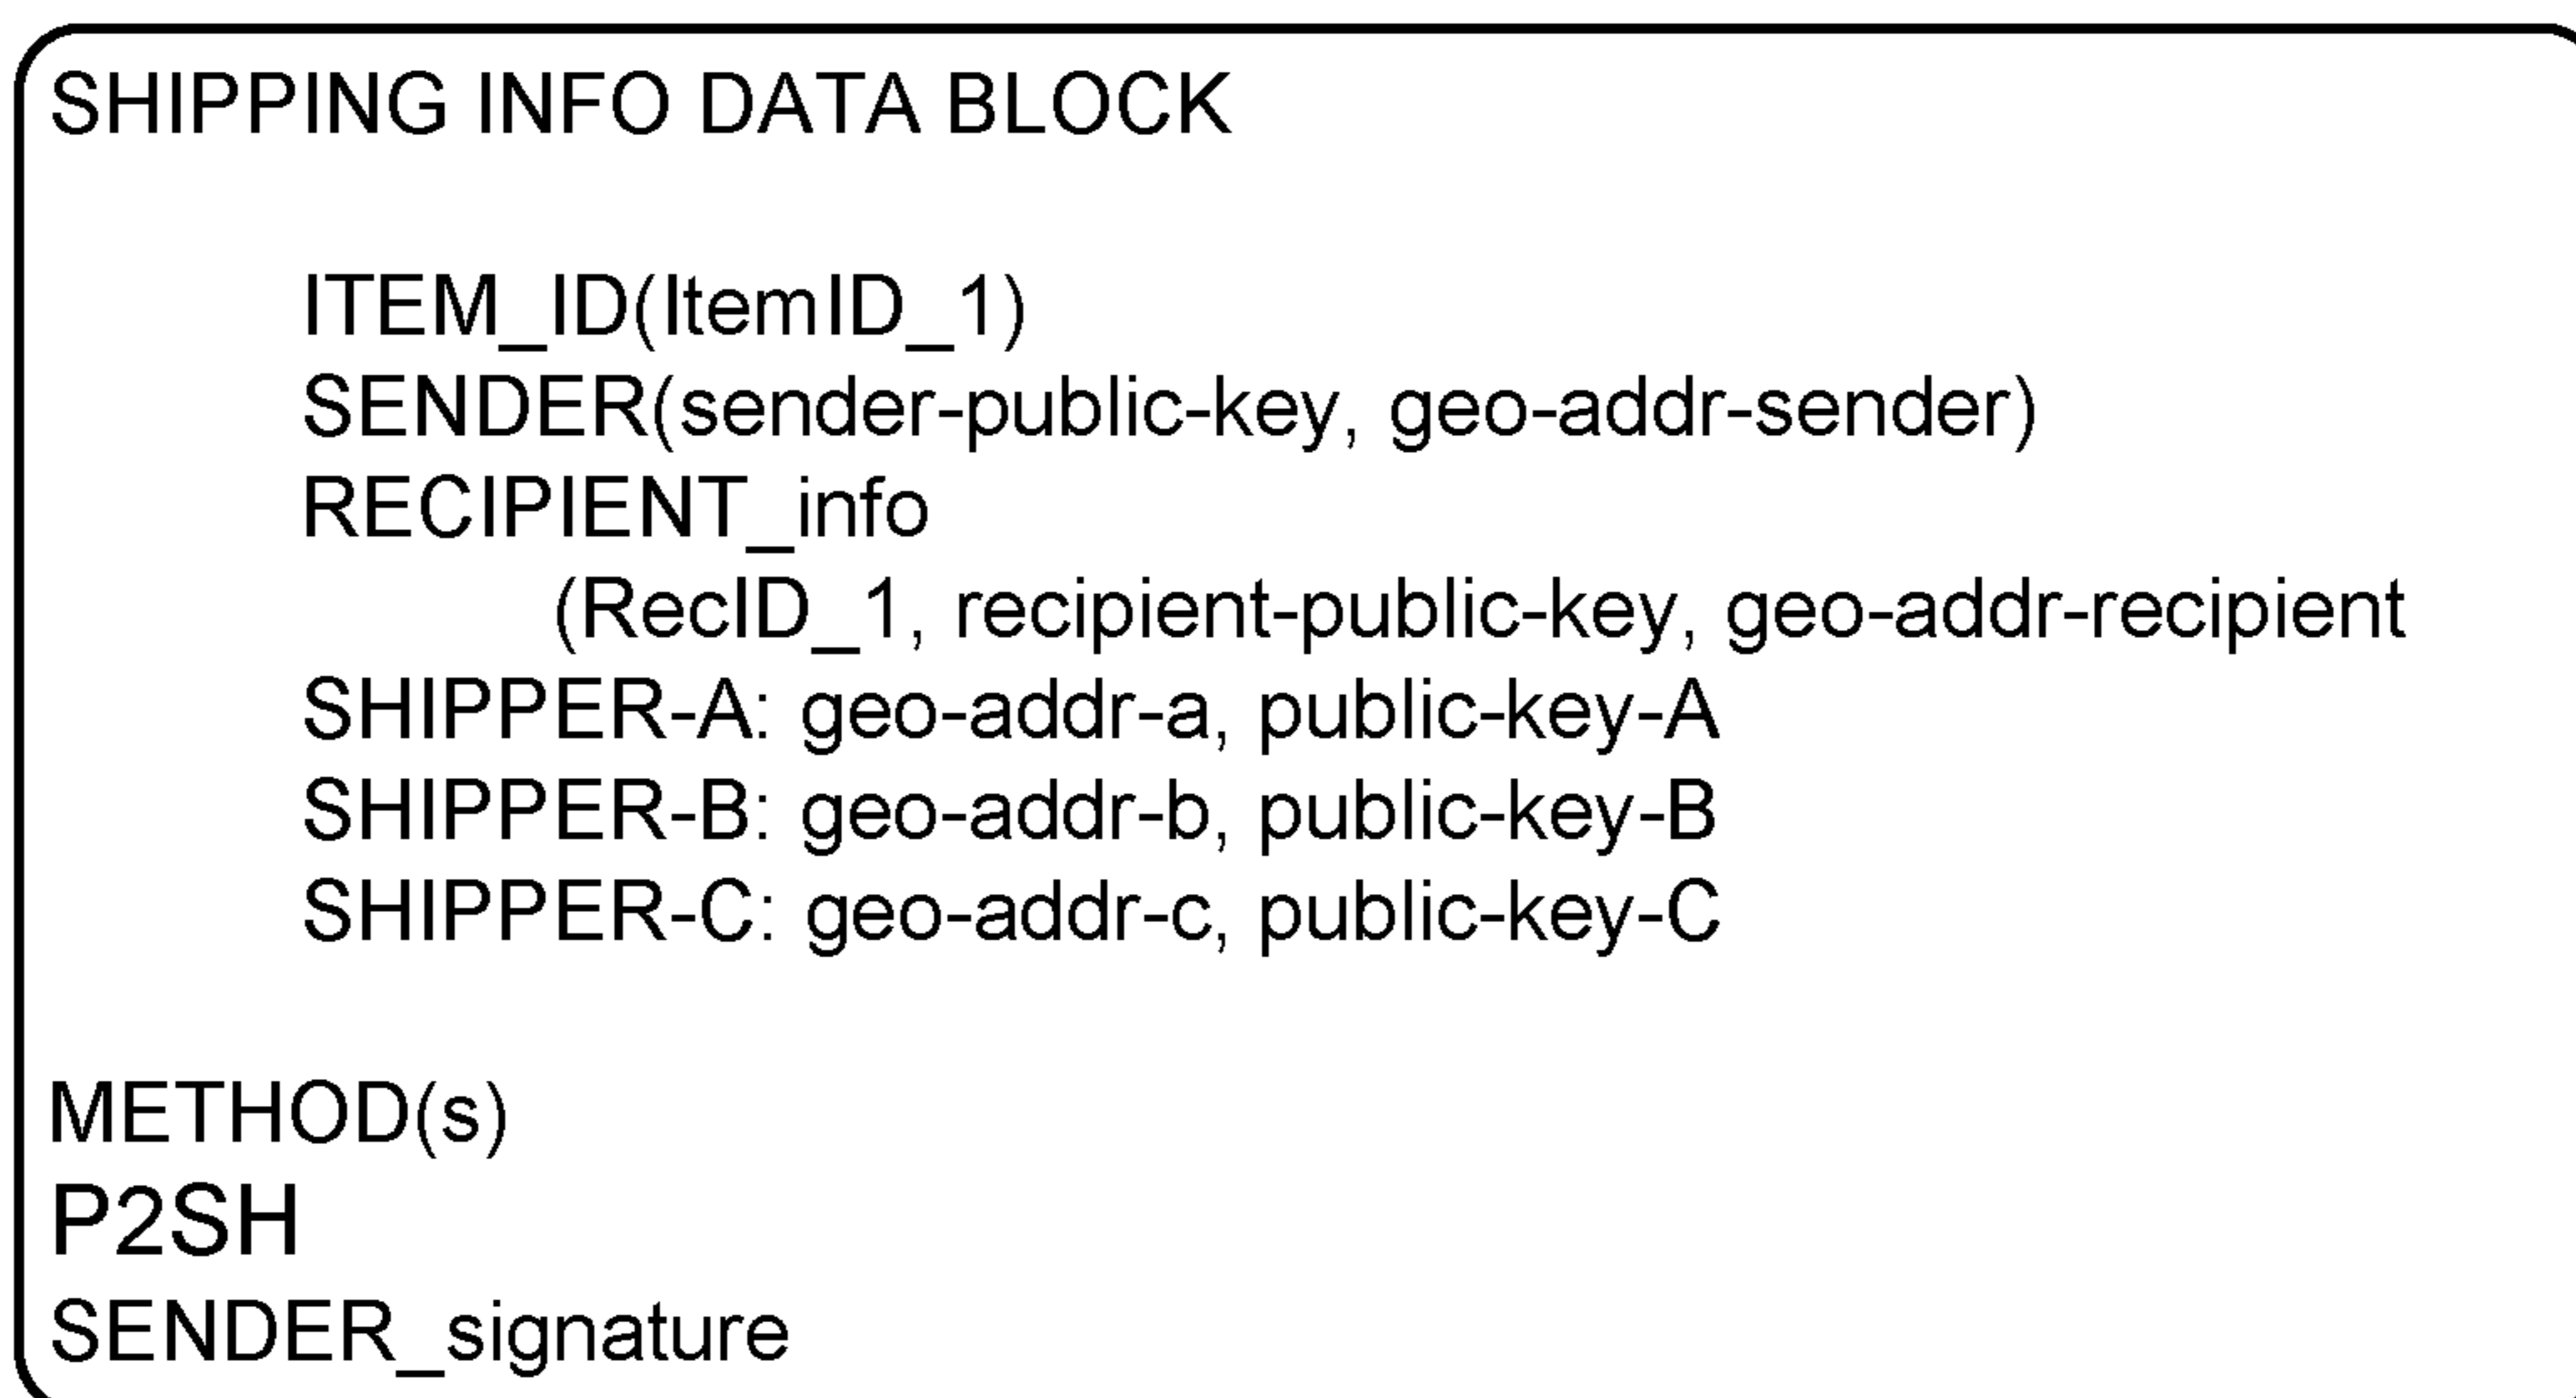 SHIPPING INFO DATA BLOCK
ITEM_ID(ItemID_1)
SENDER(sender-public-key, geo-addr-sender)
RECIPIENT_info
(RecID_1, recipient-public-key, geo-addr-recipient
SHIPPER-A: geo-addr-a, public-key-A
SHIPPER-B: geo-addr-b, public-key-B
SHIPPER-C: geo-addr-c, public-key-C
METHOD(s)
P2SH
SENDER_signature